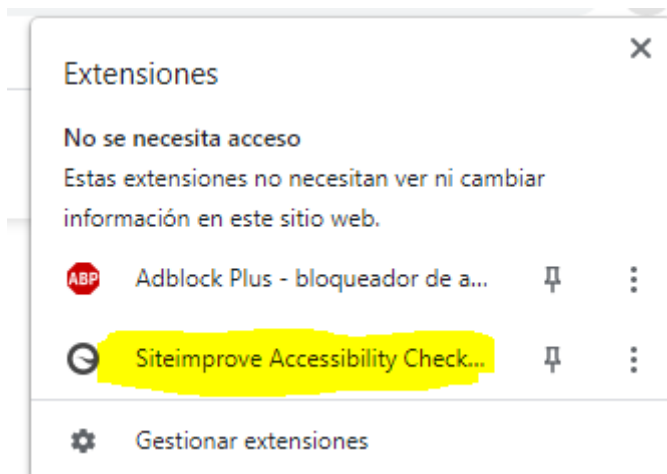 Extensiones
No se necesita acceso
Estas extensiones no necesitan ver ni cambiar
información en este sitio web.
ABP Adblock Plus - bloqueador de a...
Siteimprove Accessibility Check...
Gestionar extensiones